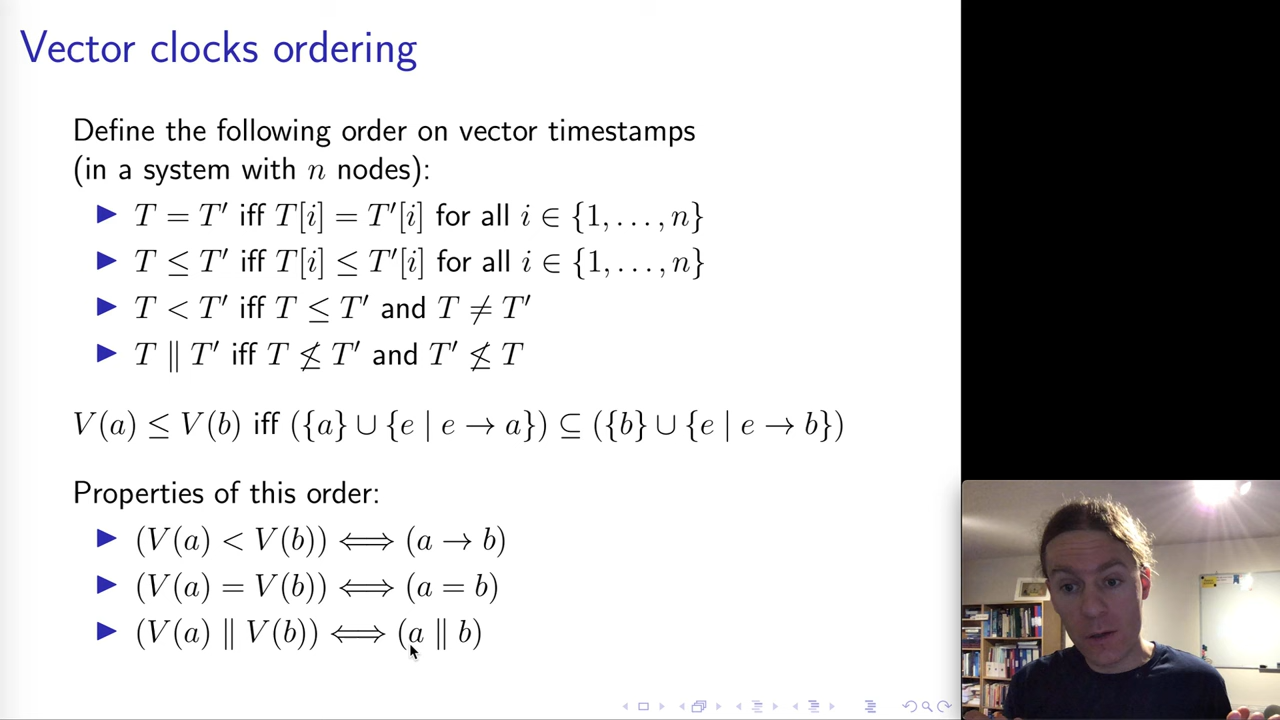 Vector clocks ordering
Define the following order on vector timestamps
(in a system with n nodes):
▶ T = T′ iff T[i] = T′[i] for all i ∈ {1, . . . , n}
▶ T ≤ T′ iff T[i] ≤ T′[i] for all i ∈ {1, . . . , n}
▶ T < T′ iff T ≤ T′ and T ≠ T′
▶ T ∥ T′ iff T ≰ T′ and T′ ≰ T
V(a) ≤ V(b) iff ({a} ∪ {e | e → a}) ⊆ ({b} ∪ {e | e → b})
Properties of this order:
▶ (V(a) < V(b)) ⟺ (a → b)
▶ (V(a) = V(b)) ⟺ (a = b)
▶ (V(a) ∥ V(b)) ⟺ (a ∥ b)